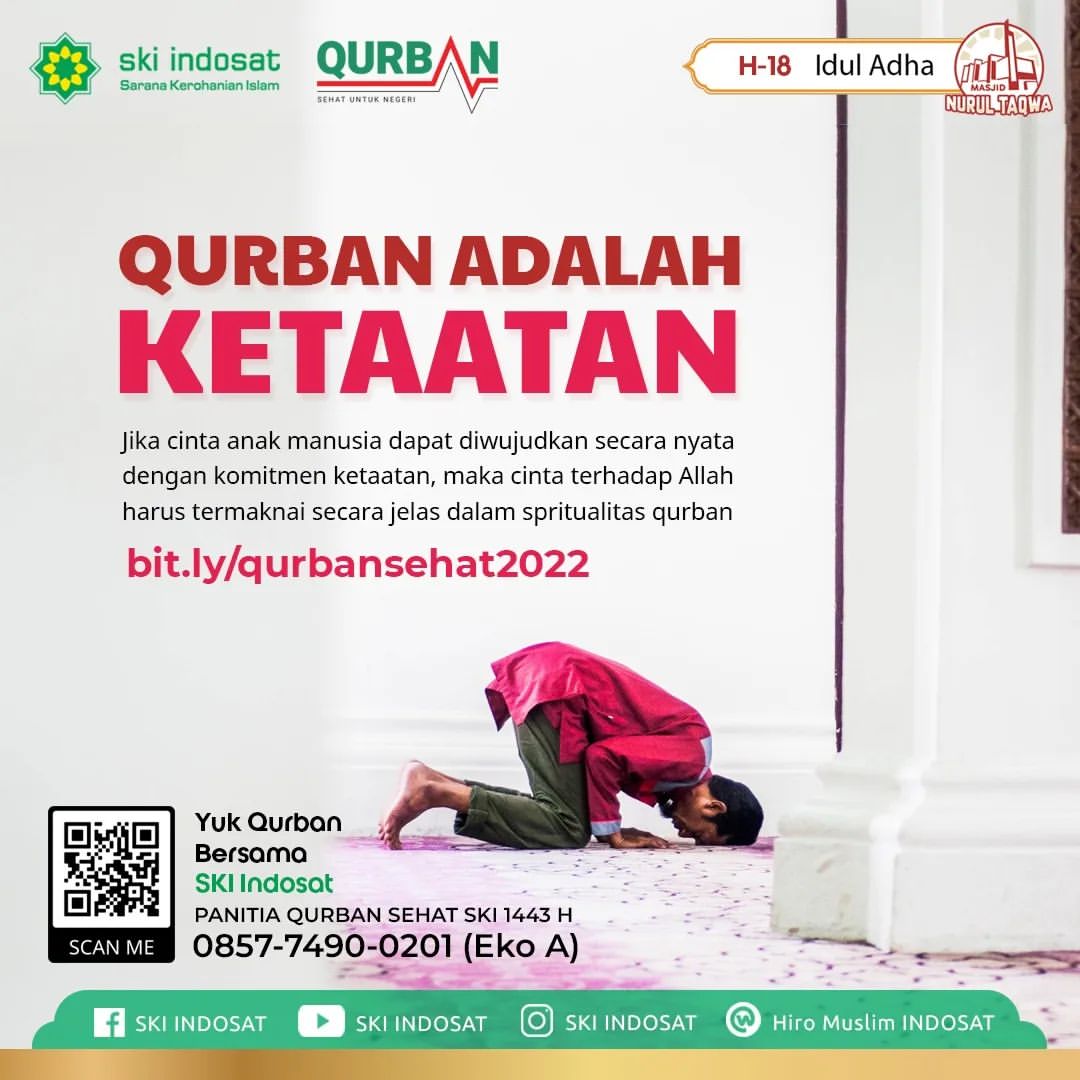 ski indosat
Sarana Kerohanian Islam
QURBAN
SEHAT UNTUK NEGERI
H-18 Idul Adha
MASJID
NURUL TAQWA
QURBAN ADALAH
KETAATAN
Jika cinta anak manusia dapat diwujudkan secara nyata
dengan komitmen ketaatan, maka cinta terhadap Allah
harus termaknai secara jelas dalam spritualitas qurban
bit.ly/qurbansehat2022
Yuk Qurban
Bersama
SKI Indosat
PANITIA QURBAN SEHAT SKI 1443 H
0857-7490-0201 (Eko A)
SCAN ME
SKI INDOSAT
SKI INDOSAT
SKI INDOSAT
Hiro Muslim INDOSAT